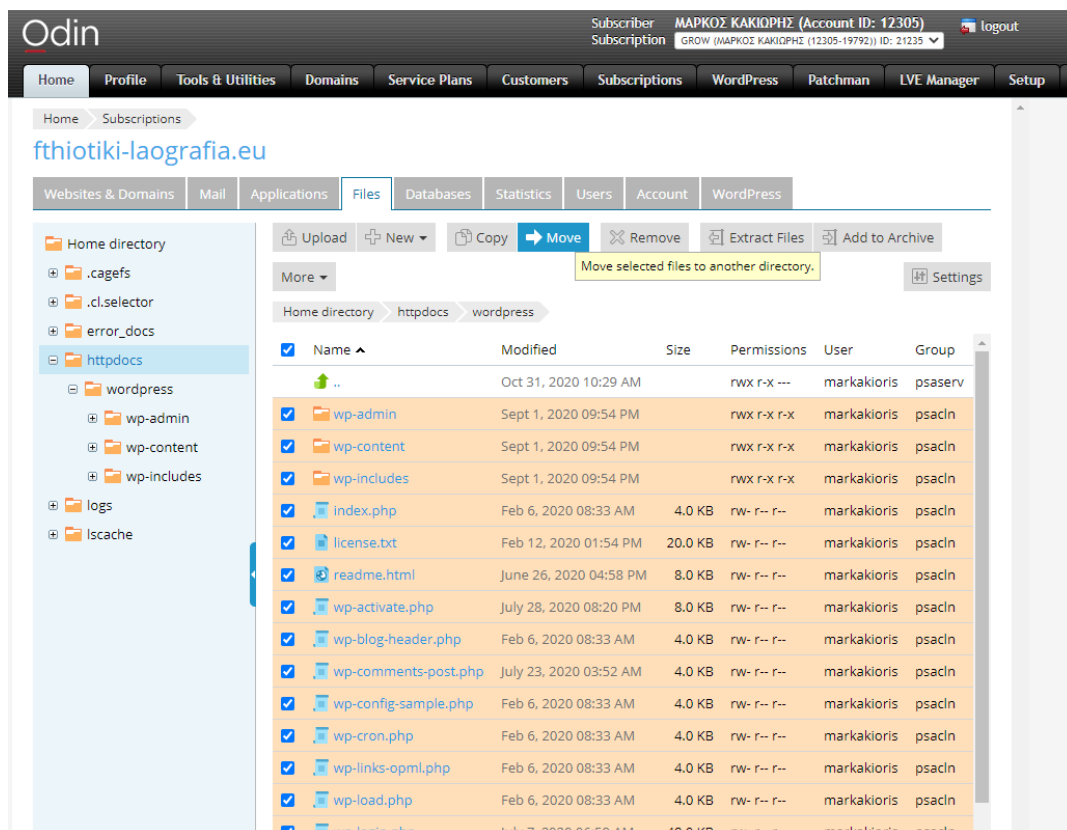 Odin
Subscriber ΜΑΡΚΟΣ ΚΑΚΙΩΡΗΣ (Account ID: 12305) logout
Subscription GROW (ΜΑΡΚΟΣ ΚΑΚΙΩΡΗΣ (12305-19792)) ID: 21235
Home Profile Tools & Utilities Domains Service Plans Customers Subscriptions WordPress Patchman LVE Manager Setup
Home Subscriptions
fthiotiki-laografia.eu
Websites & Domains Mail Applications Files Databases Statistics Users Account WordPress
Home directory
.cagefs
.cl.selector
error_docs
httpdocs
wordpress
wp-admin
wp-content
wp-includes
logs
lscache
Upload New Copy Move Remove Extract Files Add to Archive
Move selected files to another directory.
More Settings
Home directory httpdocs wordpress
Name Modified Size Permissions User Group
.. Oct 31, 2020 10:29 AM rwx r-x --- markakioris psaserv
wp-admin Sept 1, 2020 09:54 PM rwx r-x r-x markakioris psacln
wp-content Sept 1, 2020 09:54 PM rwx r-x r-x markakioris psacln
wp-includes Sept 1, 2020 09:54 PM rwx r-x r-x markakioris psacln
index.php Feb 6, 2020 08:33 AM 4.0 KB rw- r-- r-- markakioris psacln
license.txt Feb 12, 2020 01:54 PM 20.0 KB rw- r-- r-- markakioris psacln
readme.html June 26, 2020 04:58 PM 8.0 KB rw- r-- r-- markakioris psacln
wp-activate.php July 28, 2020 08:20 PM 8.0 KB rw- r-- r-- markakioris psacln
wp-blog-header.php Feb 6, 2020 08:33 AM 4.0 KB rw- r-- r-- markakioris psacln
wp-comments-post.php July 23, 2020 03:52 AM 4.0 KB rw- r-- r-- markakioris psacln
wp-config-sample.php Feb 6, 2020 08:33 AM 4.0 KB rw- r-- r-- markakioris psacln
wp-cron.php Feb 6, 2020 08:33 AM 4.0 KB rw- r-- r-- markakioris psacln
wp-links-opml.php Feb 6, 2020 08:33 AM 4.0 KB rw- r-- r-- markakioris psacln
wp-load.php Feb 6, 2020 08:33 AM 4.0 KB rw- r-- r-- markakioris psacln